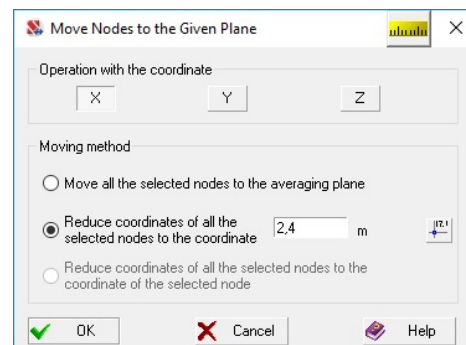 Move Nodes to the Given Plane
Operation with the coordinate
X Y Z
Moving method
Move all the selected nodes to the averaging plane
Reduce coordinates of all the
selected nodes to the coordinate 2,4 m
Reduce coordinates of all the selected nodes to the
coordinate of the selected node
OK Cancel Help